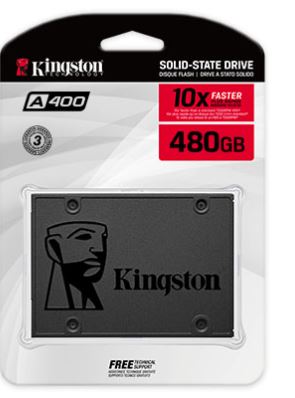 Kingston
TECHNOLOGY
SOLID-STATE DRIVE
DISQUE FLASH | DRIVE A STATO SOLIDO
A400
10X FASTER
480GB
3
Kingston
FREE TECHNICAL SUPPORT